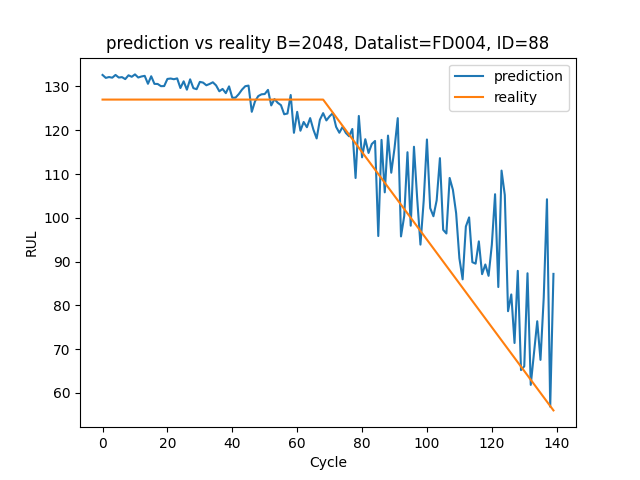 prediction vs reality B=2048, Datalist=FD004, ID=88
prediction
reality
RUL
130
120
110
100
90
80
70
60
0 20 40 60 80 100 120 140
Cycle